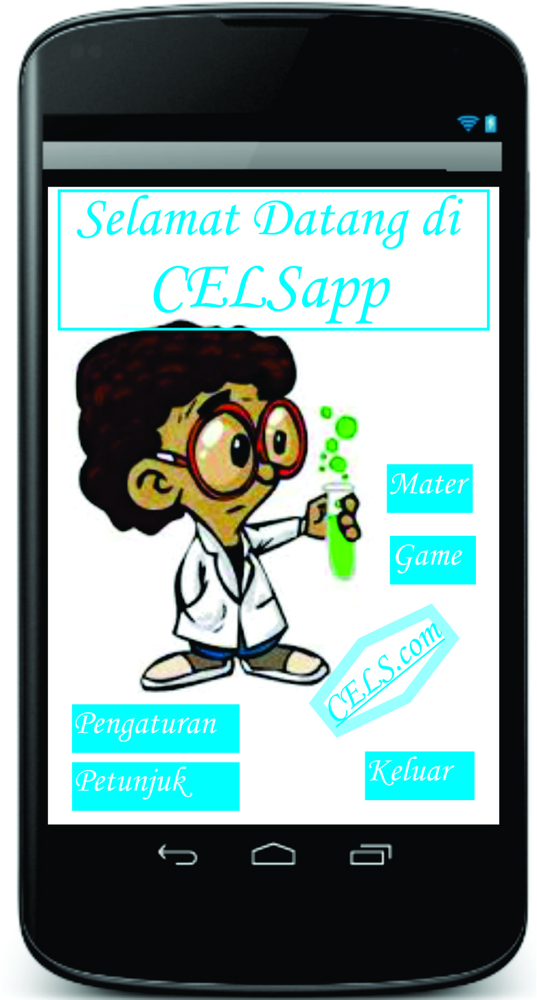 Selamat Datang di
CELSapp
Mater
Game
CELS.com
Pengaturan
Petunjuk
Keluar